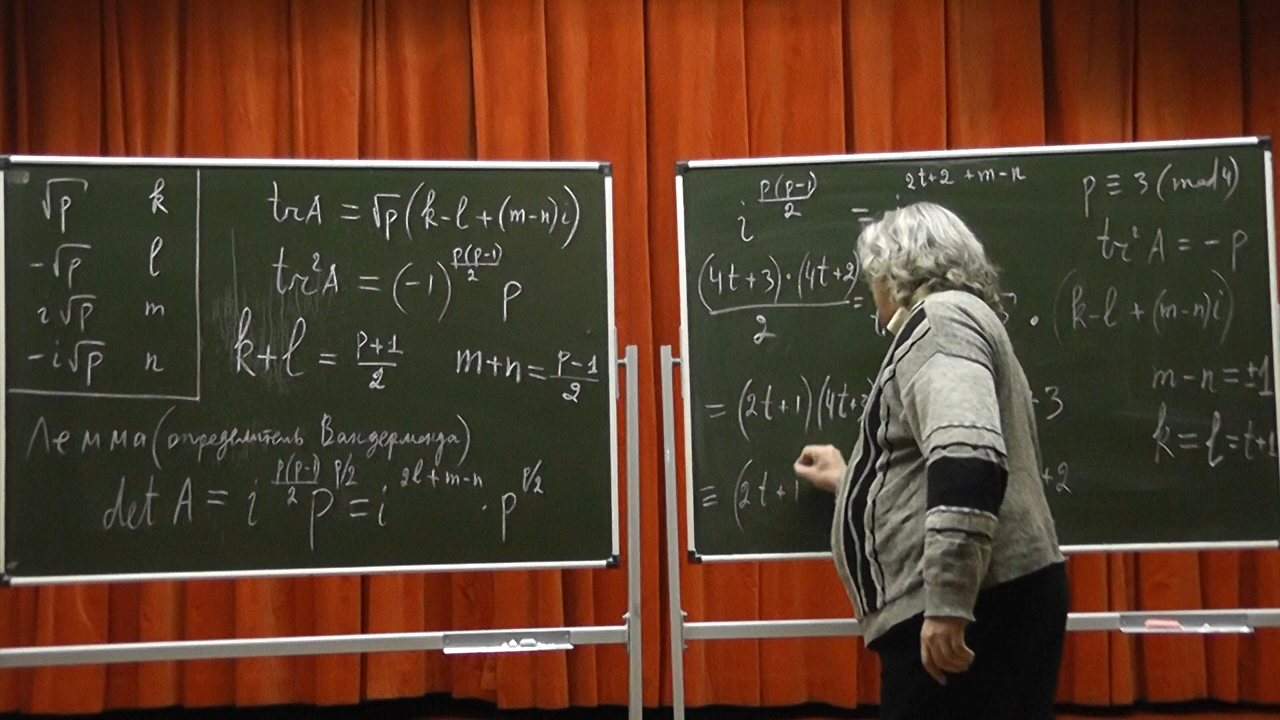 √p k
-√p l
i√p m
-i√p n
trA = √p(k-l+(m-n)i)
tr²A = (-1)^{p(p-1)/2} p
k+l = (p+1)/2 m+n = (p-1)/2
Лемма (определитель Вандермонда)
det A = i^{p(p-1)/2} p^{p/2} = i^{2l+m-n} · p^{p/2}
i^{p(p-1)/2} = i^{2t+2+m-n}
(4t+3)·(4t+2)/2 =
= (2t+1)(4t+3
≡ (2t+1
+2
p ≡ 3 (mod 4)
tr²A = -p
· (k-l+(m-n)i)
m-n = ±1
k = l = t+1